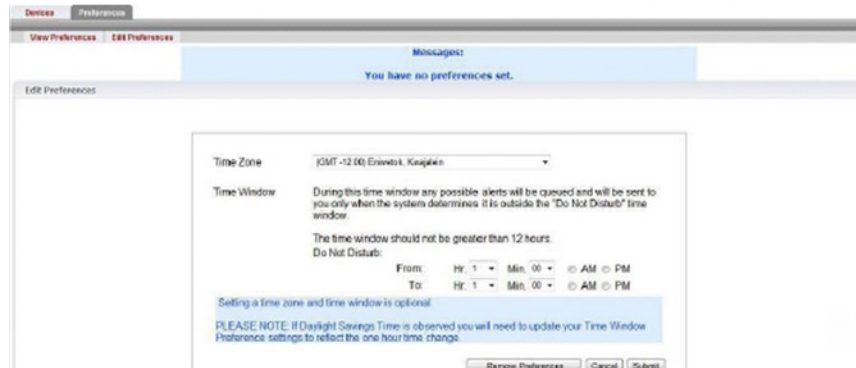 Devices Preferences
View Preferences Edit Preferences
Messages:
You have no preferences set.
Edit Preferences
Time Zone (GMT -12:00) Eniwetok, Kwajalein
Time Window During this time window any possible alerts will be queued and will be sent to
you only when the system determines it is outside the "Do Not Disturb" time
window.
The time window should not be greater than 12 hours.
Do Not Disturb:
From: Hr. 1 Min. 00 AM PM
To: Hr. 1 Min. 00 AM PM
Setting a time zone and time window is optional.
PLEASE NOTE: If Daylight Savings Time is observed you will need to update your Time Window
Preference settings to reflect the one hour time change.
Remove Preferences Cancel Submit